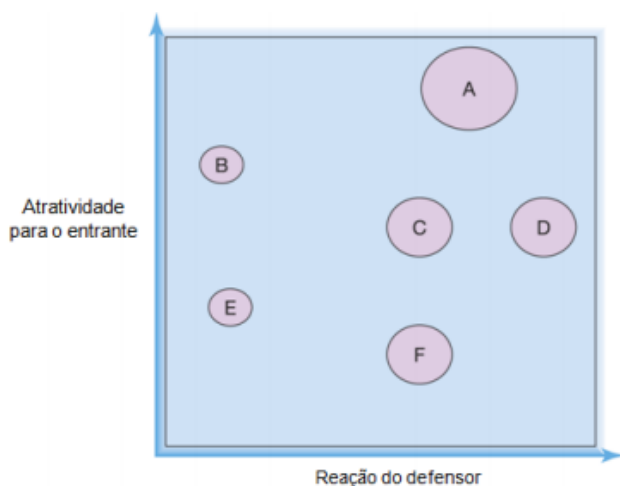 A
B
Atratividade
para o entrante
C
D
E
F
Reação do defensor